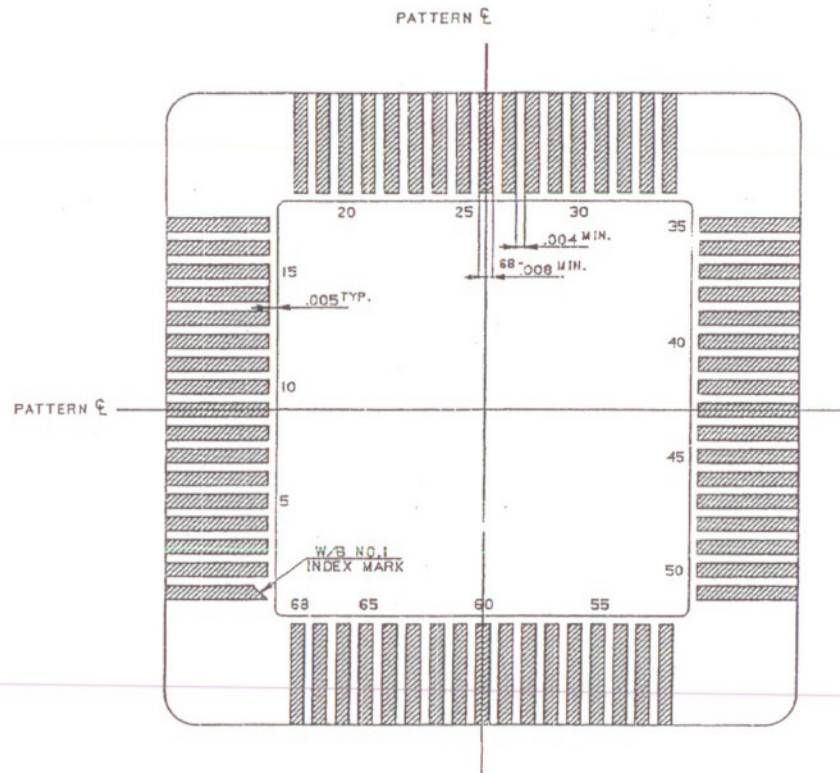 PATTERN ℄
20 25 30 35
.004 MIN.
15
68-.008 MIN.
.005 TYP.
40
10
PATTERN ℄
45
5
W/B NO.1
INDEX MARK
50
68 65 60 55